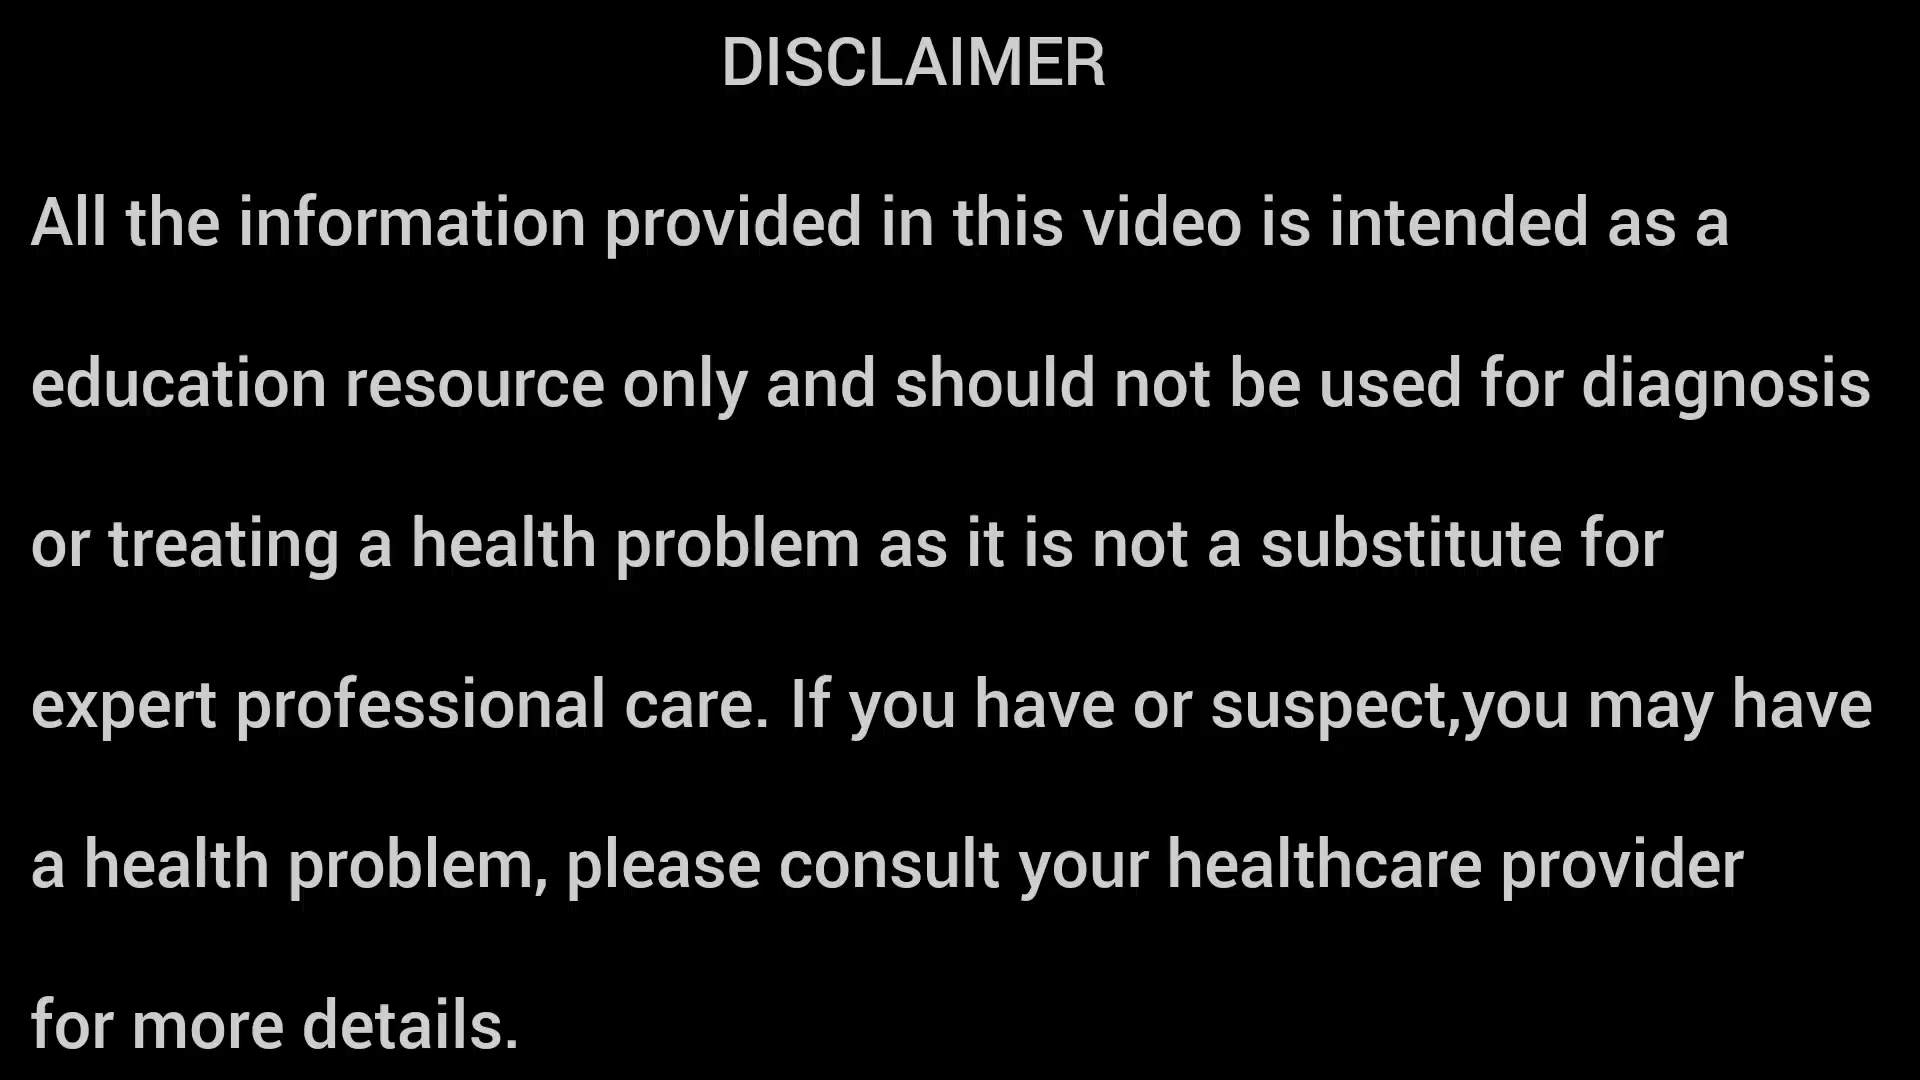 DISCLAIMER
All the information provided in this video is intended as a
education resource only and should not be used for diagnosis
or treating a health problem as it is not a substitute for
expert professional care. If you have or suspect,you may have
a health problem, please consult your healthcare provider
for more details.